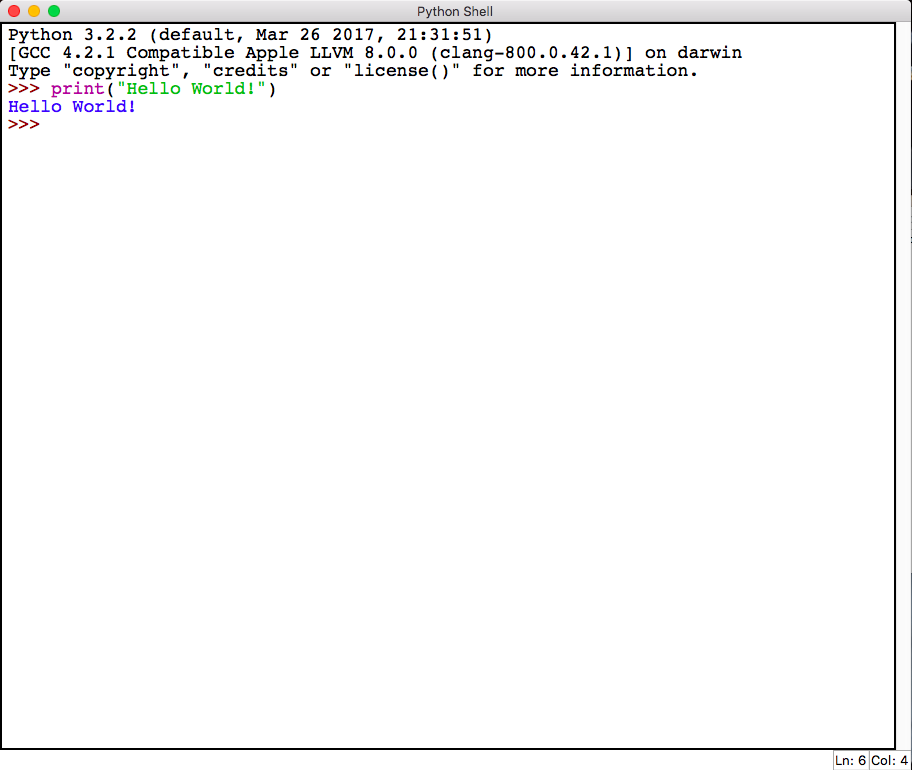 Python Shell
Python 3.2.2 (default, Mar 26 2017, 21:31:51)
[GCC 4.2.1 Compatible Apple LLVM 8.0.0 (clang-800.0.42.1)] on darwin
Type "copyright", "credits" or "license()" for more information.
>>> print("Hello World!")
Hello World!
>>>
Ln: 6 Col: 4